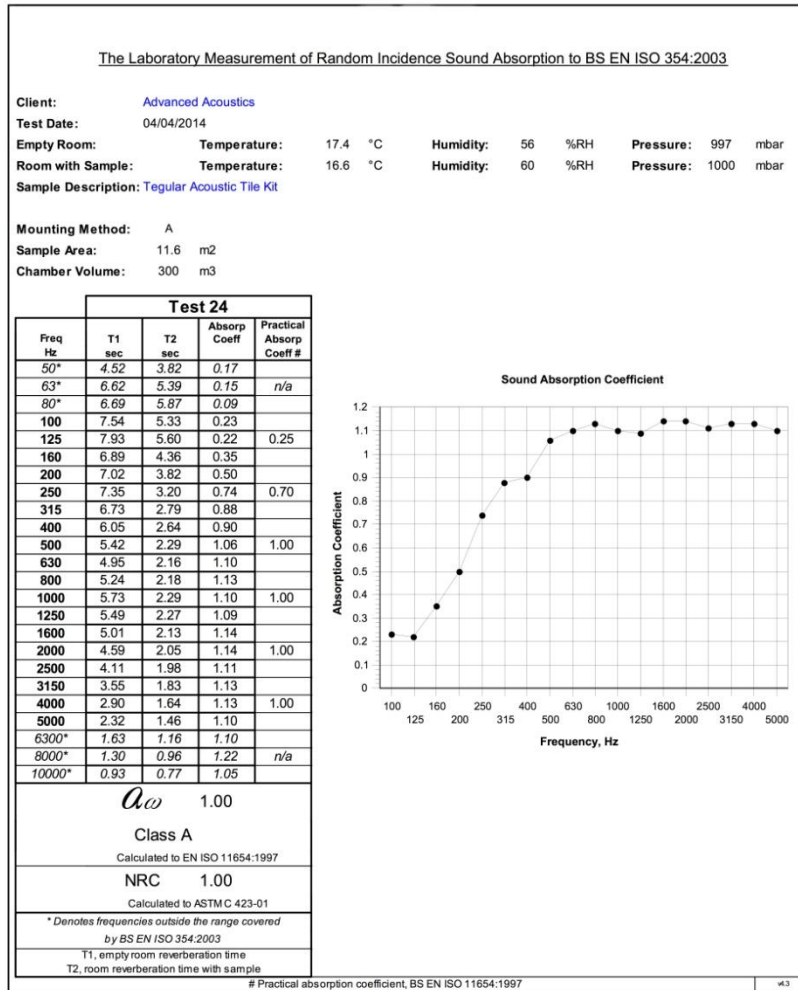 The Laboratory Measurement of Random Incidence Sound Absorption to BS EN ISO 354:2003
Client: Advanced Acoustics
Test Date: 04/04/2014
Empty Room: Temperature: 17.4 °C Humidity: 56 %RH Pressure: 997 mbar
Room with Sample: Temperature: 16.6 °C Humidity: 60 %RH Pressure: 1000 mbar
Sample Description: Tegular Acoustic Tile Kit
Mounting Method: A
Sample Area: 11.6 m2
Chamber Volume: 300 m3
Test 24
Freq Hz T1 sec T2 sec Absorp Coeff Practical Absorp Coeff #
50* 4.52 3.82 0.17
63* 6.62 5.39 0.15 n/a
80* 6.69 5.87 0.09
100 7.54 5.33 0.23
125 7.93 5.60 0.22 0.25
160 6.89 4.36 0.35
200 7.02 3.82 0.50
250 7.35 3.20 0.74 0.70
315 6.73 2.79 0.88
400 6.05 2.64 0.90
500 5.42 2.29 1.06 1.00
630 4.95 2.16 1.10
800 5.24 2.18 1.13
1000 5.73 2.29 1.10 1.00
1250 5.49 2.27 1.09
1600 5.01 2.13 1.14
2000 4.59 2.05 1.14 1.00
2500 4.11 1.98 1.11
3150 3.55 1.83 1.13
4000 2.90 1.64 1.13 1.00
5000 2.32 1.46 1.10
6300* 1.63 1.16 1.10
8000* 1.30 0.96 1.22 n/a
10000* 0.93 0.77 1.05
aω 1.00
Class A
Calculated to EN ISO 11654:1997
NRC 1.00
Calculated to ASTM C 423-01
* Denotes frequencies outside the range covered
by BS EN ISO 354:2003
T1, empty room reverberation time
T2, room reverberation time with sample
Sound Absorption Coefficient
Absorption Coefficient
1.2
1.1
1
0.9
0.8
0.7
0.6
0.5
0.4
0.3
0.2
0.1
0
100 160 250 400 630 1000 1600 2500 4000
125 200 315 500 800 1250 2000 3150 5000
Frequency, Hz
# Practical absorption coefficient, BS EN ISO 11654:1997
v4.3